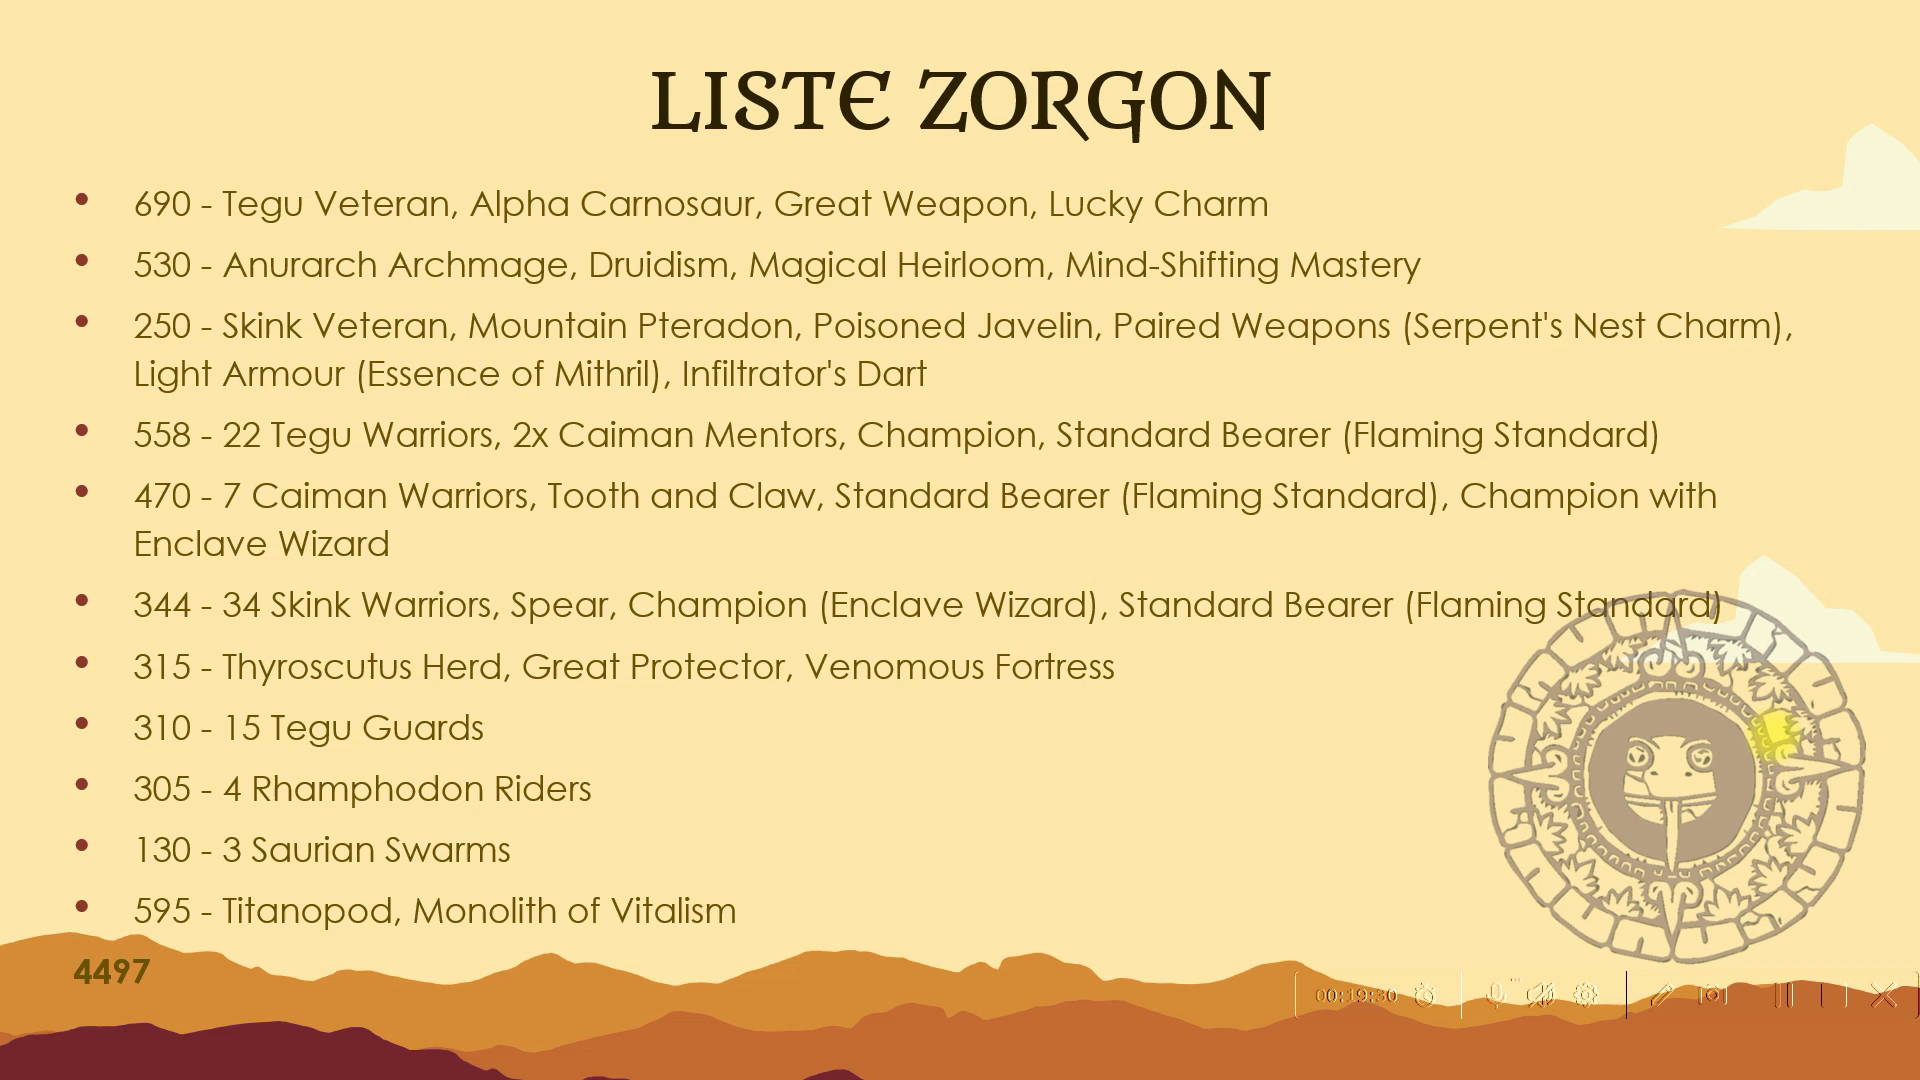 LISTE ZORGON
• 690 - Tegu Veteran, Alpha Carnosaur, Great Weapon, Lucky Charm
• 530 - Anurarch Archmage, Druidism, Magical Heirloom, Mind-Shifting Mastery
• 250 - Skink Veteran, Mountain Pteradon, Poisoned Javelin, Paired Weapons (Serpent's Nest Charm),
Light Armour (Essence of Mithril), Infiltrator's Dart
• 558 - 22 Tegu Warriors, 2x Caiman Mentors, Champion, Standard Bearer (Flaming Standard)
• 470 - 7 Caiman Warriors, Tooth and Claw, Standard Bearer (Flaming Standard), Champion with
Enclave Wizard
• 344 - 34 Skink Warriors, Spear, Champion (Enclave Wizard), Standard Bearer (Flaming Standard)
• 315 - Thyroscutus Herd, Great Protector, Venomous Fortress
• 310 - 15 Tegu Guards
• 305 - 4 Rhamphodon Riders
• 130 - 3 Saurian Swarms
• 595 - Titanopod, Monolith of Vitalism
4497
00:19:30